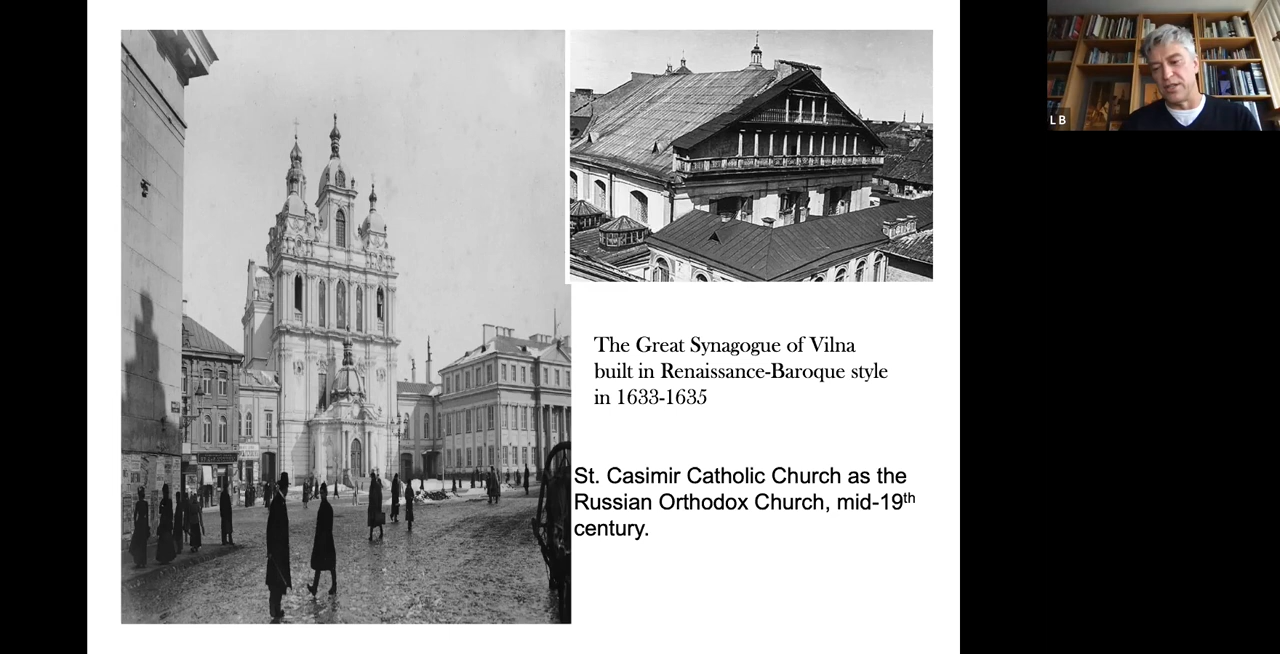 The Great Synagogue of Vilna
built in Renaissance-Baroque style
in 1633-1635
St. Casimir Catholic Church as the
Russian Orthodox Church, mid-19th
century.
L B